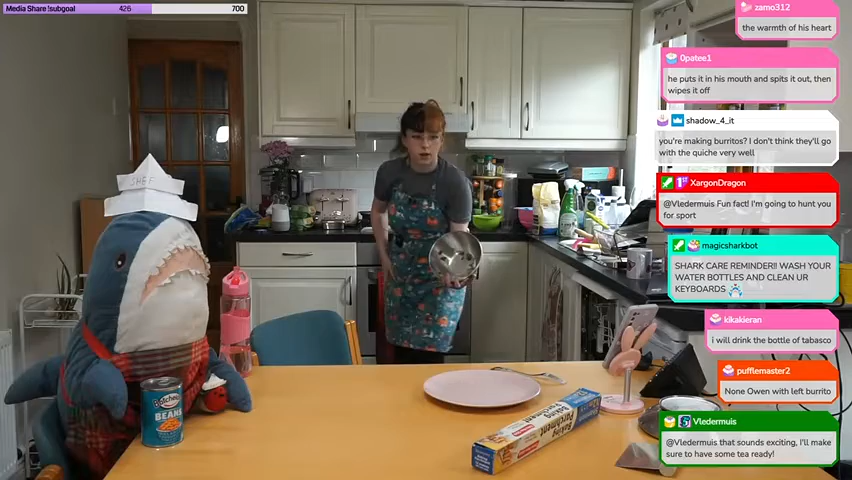 Media Share !subgoal 426 700
zamo312
the warmth of his heart
0patee1
he puts it in his mouth and spits it out, then
wipes it off
shadow_4_it
you're making burritos? I don't think they'll go
with the quiche very well
XargonDragon
@Vledermuis Fun fact! I'm going to hunt you
for sport
magicsharkbot
SHARK CARE REMINDER!! WASH YOUR
WATER BOTTLES AND CLEAN UR
KEYBOARDS
kikakieran
i will drink the bottle of tabasco
pufflemaster2
None Owen with left burrito
Vledermuis
@Vledermuis that sounds exciting, I'll make
sure to have some tea ready!
SHEF
Batchelors
BEANS
Baking
Parchment